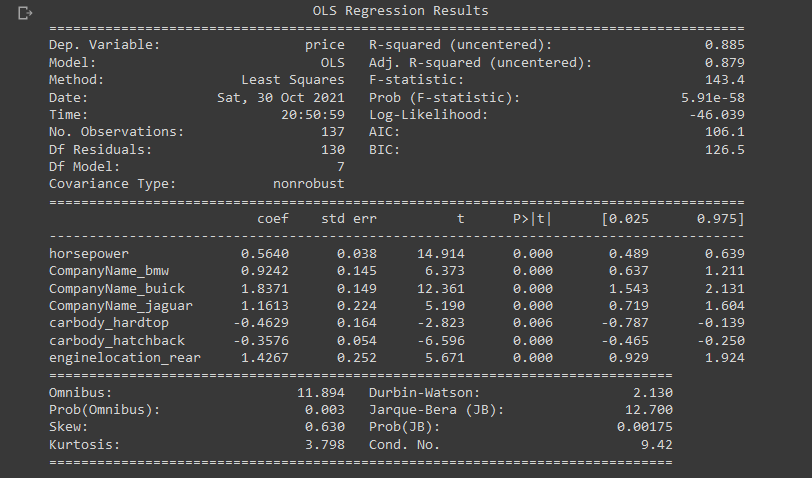 OLS Regression Results
==============================================================================
Dep. Variable: price R-squared (uncentered): 0.885
Model: OLS Adj. R-squared (uncentered): 0.879
Method: Least Squares F-statistic: 143.4
Date: Sat, 30 Oct 2021 Prob (F-statistic): 5.91e-58
Time: 20:50:59 Log-Likelihood: -46.039
No. Observations: 137 AIC: 106.1
Df Residuals: 130 BIC: 126.5
Df Model: 7
Covariance Type: nonrobust
==============================================================================
coef std err t P>|t| [0.025 0.975]
------------------------------------------------------------------------------
horsepower 0.5640 0.038 14.914 0.000 0.489 0.639
CompanyName_bmw 0.9242 0.145 6.373 0.000 0.637 1.211
CompanyName_buick 1.8371 0.149 12.361 0.000 1.543 2.131
CompanyName_jaguar 1.1613 0.224 5.190 0.000 0.719 1.604
carbody_hardtop -0.4629 0.164 -2.823 0.006 -0.787 -0.139
carbody_hatchback -0.3576 0.054 -6.596 0.000 -0.465 -0.250
enginelocation_rear 1.4267 0.252 5.671 0.000 0.929 1.924
==============================================================================
Omnibus: 11.894 Durbin-Watson: 2.130
Prob(Omnibus): 0.003 Jarque-Bera (JB): 12.700
Skew: 0.630 Prob(JB): 0.00175
Kurtosis: 3.798 Cond. No. 9.42
==============================================================================